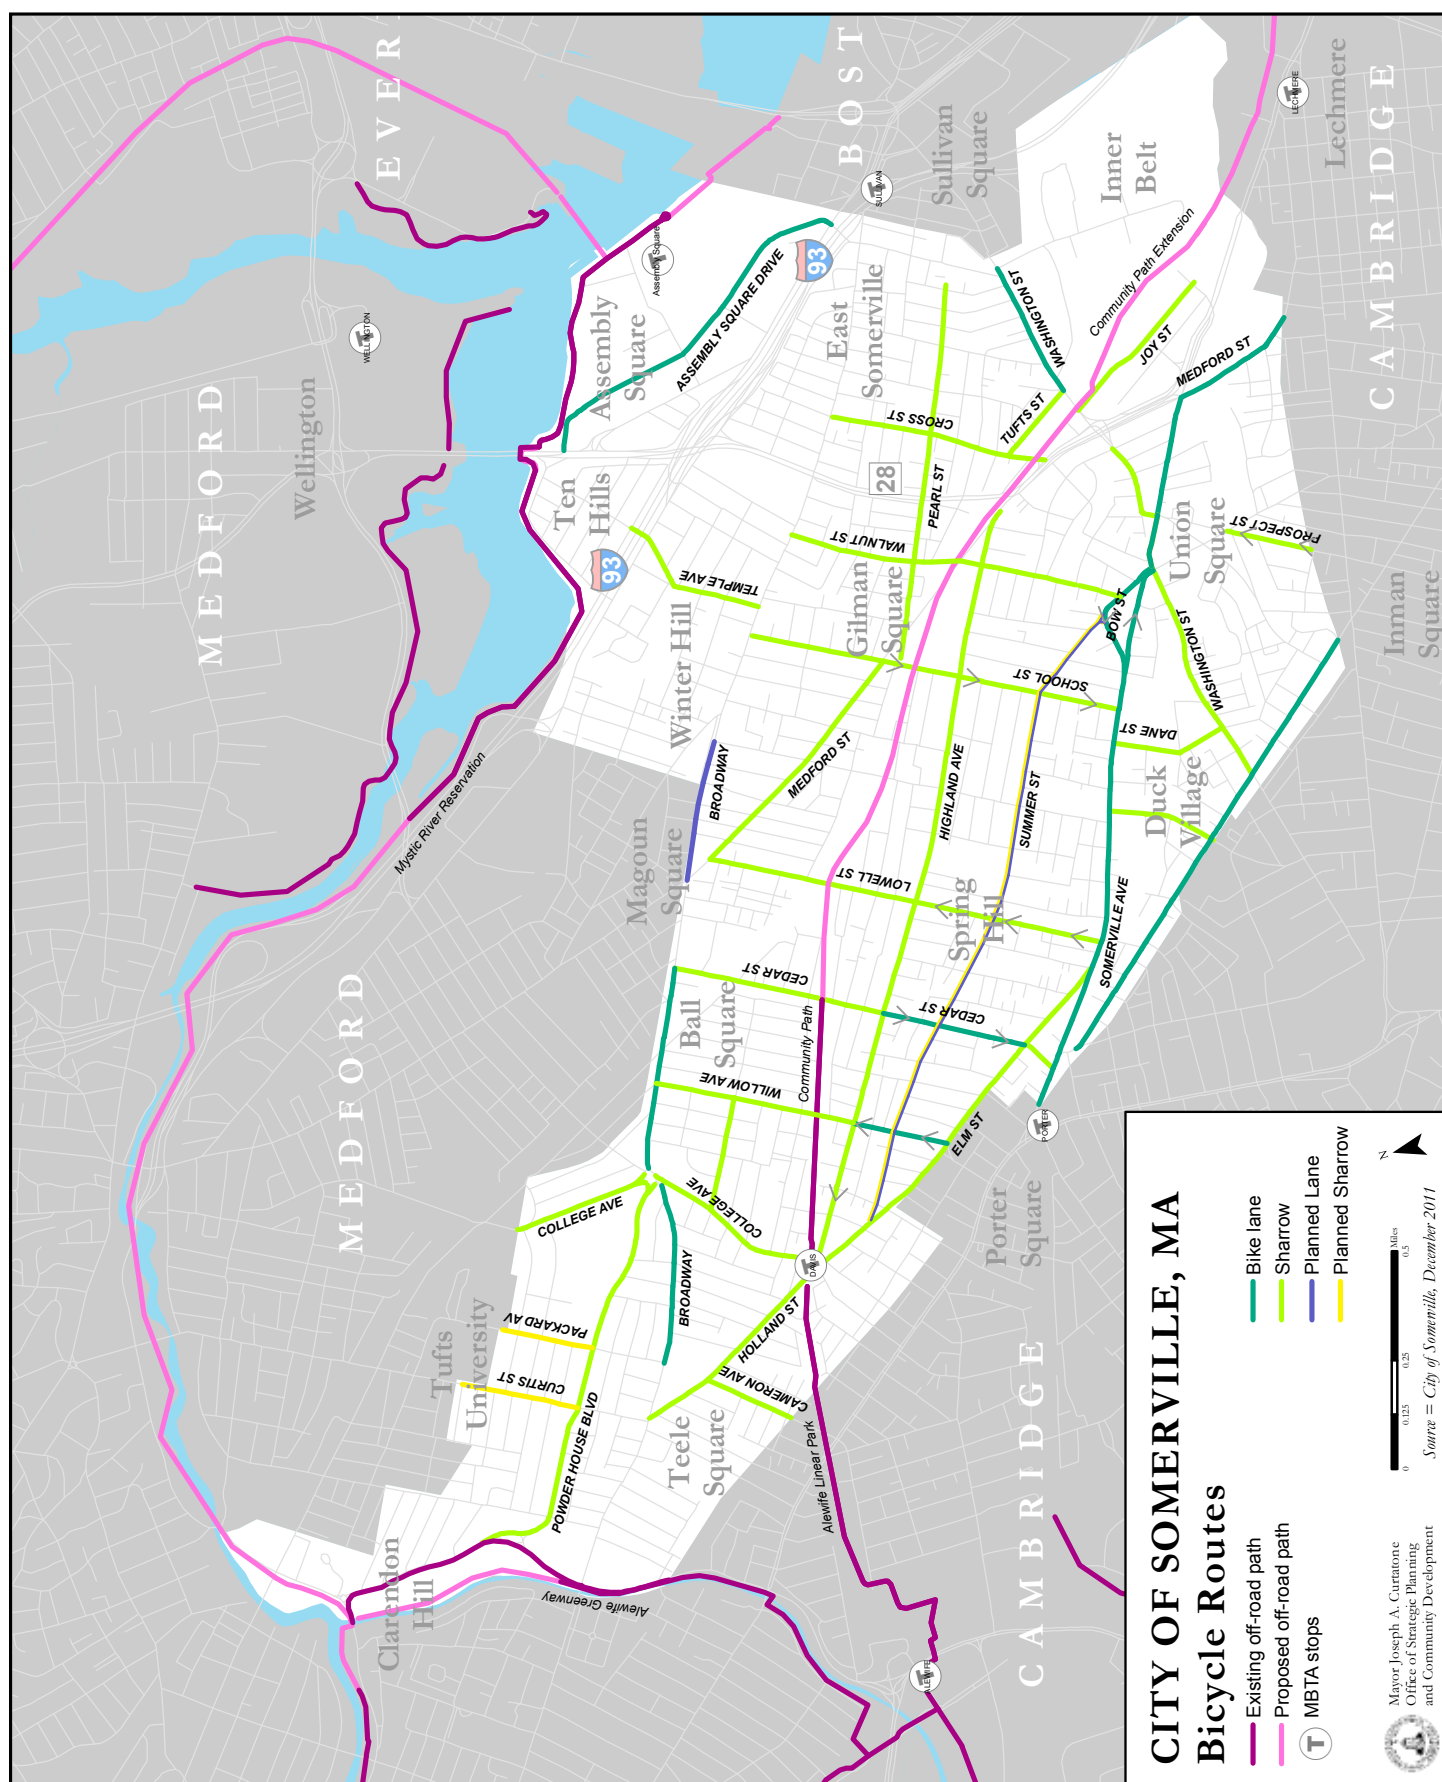 CITY OF SOMERVILLE, MA
Bicycle Routes
Existing off-road path
Proposed off-road path
MBTA stops
Bike lane
Sharrow
Planned Lane
Planned Sharrow
Mayor Joseph A. Curtatone
Office of Strategic Planning
and Community Development
0
0.125
0.25
0.5
Miles
Source = City of Somerville, December 2011
N
MEDFORD
MEDFORD
EVER
BOST
CAMBRIDGE
CAMBRIDGE
Wellington
WELLINGTON
Assembly
Square
Assembly Square
ASSEMBLY SQUARE DRIVE
93
Ten
Hills
93
East
Somerville
Sullivan
Square
SULLIVAN
Inner
Belt
Lechmere
LECHMERE
Community Path Extension
WASHINGTON ST
JOY ST
MEDFORD ST
TUFTS ST
CROSS ST
28
PEARL ST
WALNUT ST
TEMPLE AVE
Winter Hill
Gilman
Square
Union
Square
PROSPECT ST
Inman
Square
BOW ST
WASHINGTON ST
SCHOOL ST
DANE ST
Duck
Village
MEDFORD ST
BROADWAY
Magoun
Square
HIGHLAND AVE
SUMMER ST
LOWELL ST
Spring
Hill
SOMERVILLE AVE
Mystic River Reservation
CEDAR ST
CEDAR ST
Ball
Square
Community Path
WILLOW AVE
ELM ST
PORTER
Porter
Square
COLLEGE AVE
COLLEGE AVE
DAVIS
BROADWAY
HOLLAND ST
CAMERON AVE
Teele
Square
Tufts
University
PACKARD AV
CURTIS ST
POWDER HOUSE BLVD
Alewife Linear Park
Clarendon
Hill
Alewife Greenway
ALEWIFE